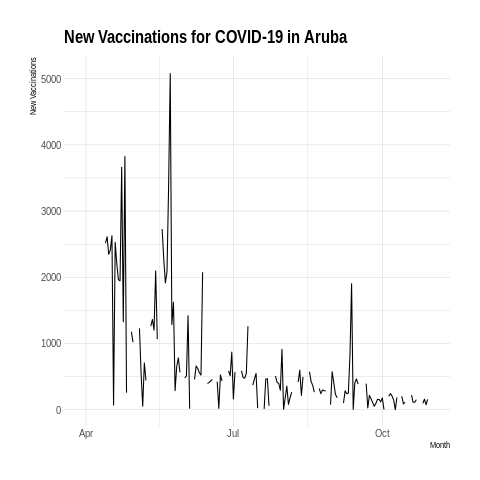 New Vaccinations for COVID-19 in Aruba
New Vaccinations
5000
4000
3000
2000
1000
0
Apr
Jul
Oct
Month